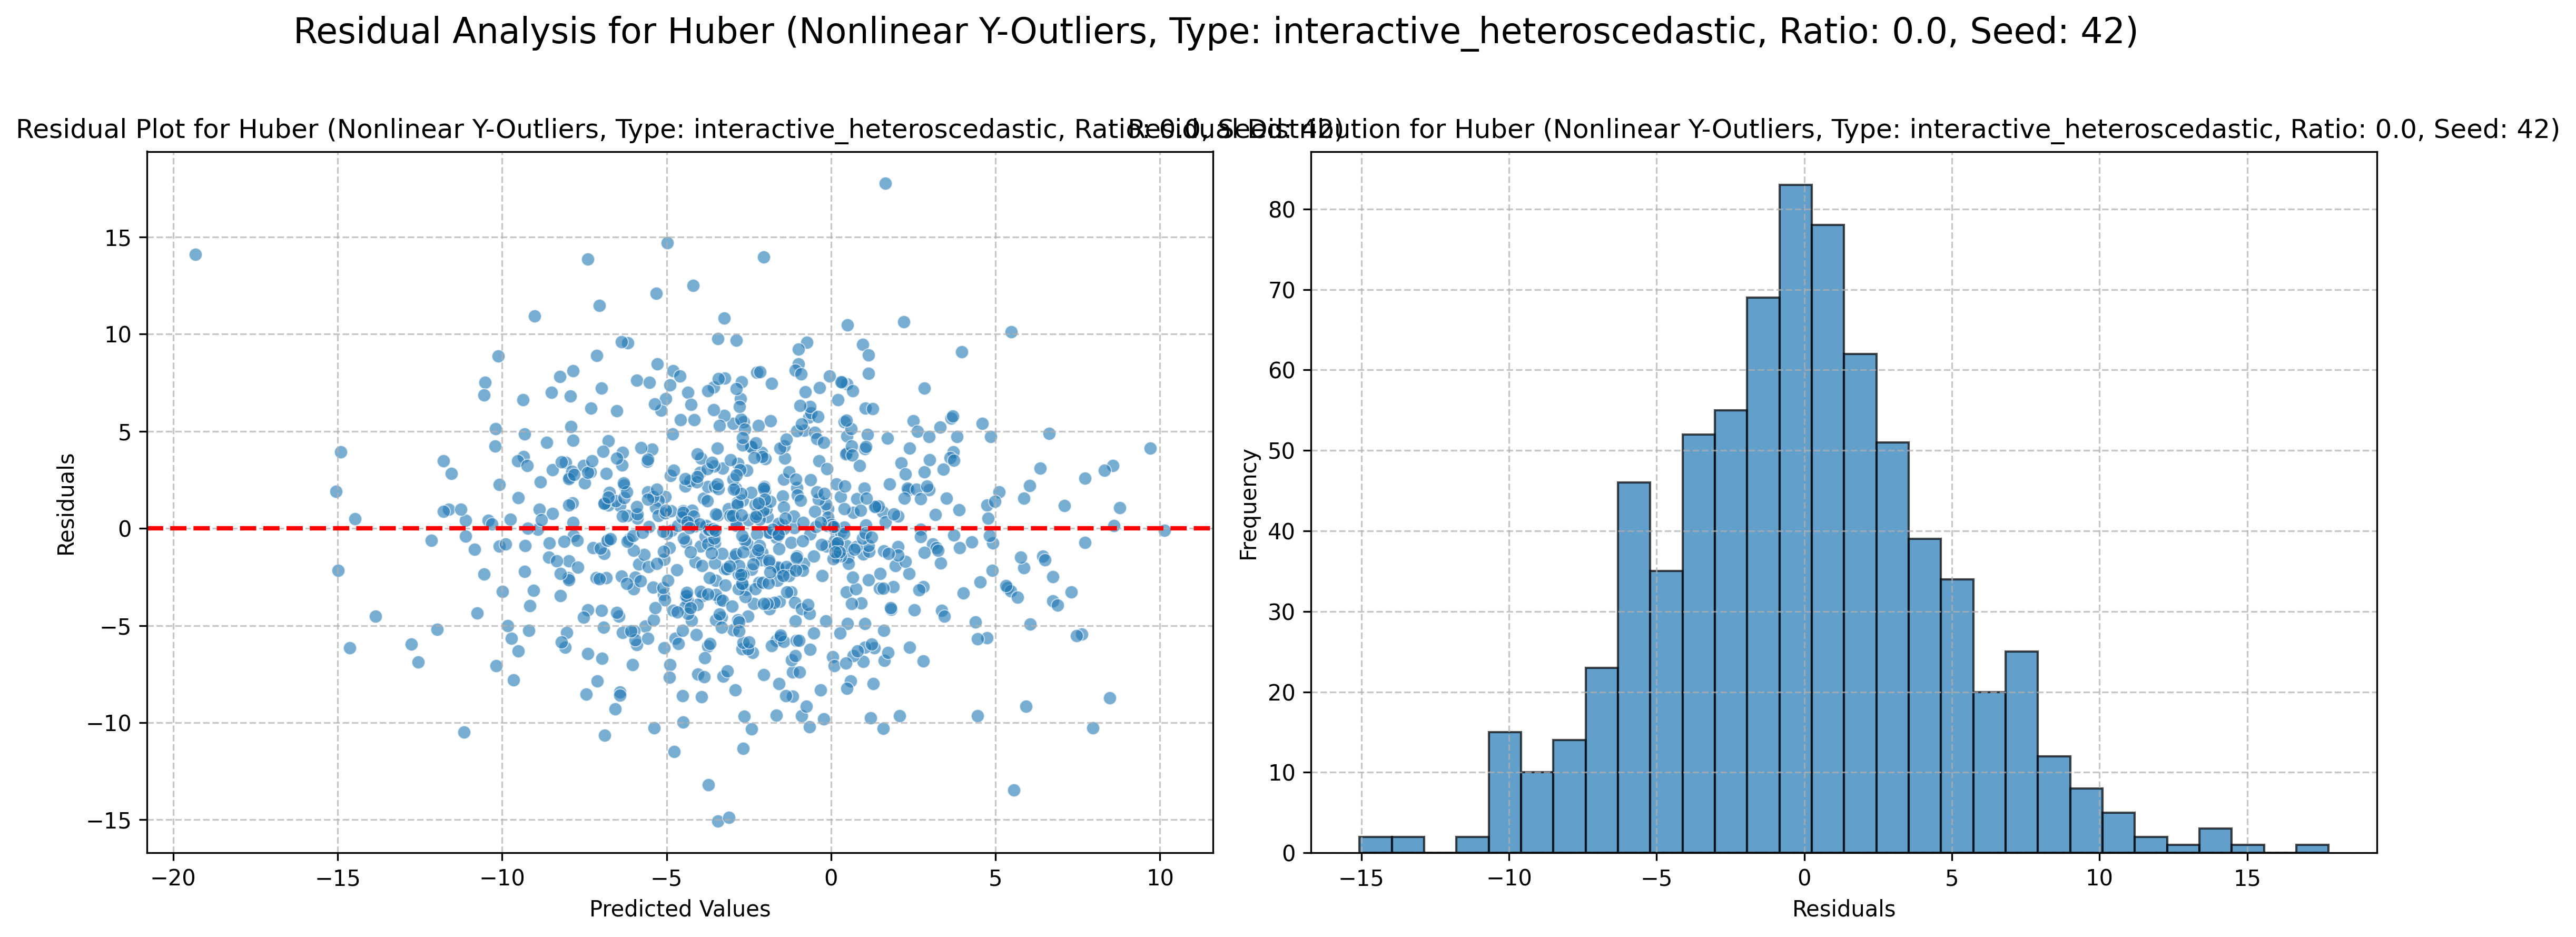 Residual Analysis for Huber (Nonlinear Y-Outliers, Type: interactive_heteroscedastic, Ratio: 0.0, Seed: 42)
Residual Plot for Huber (Nonlinear Y-Outliers, Type: interactive_heteroscedastic, Ratio: 0.0, Seed: 42)
15
10
5
0
−5
−10
−15
Residuals
−20 −15 −10 −5 0 5 10
Predicted Values
Residual Distribution for Huber (Nonlinear Y-Outliers, Type: interactive_heteroscedastic, Ratio: 0.0, Seed: 42)
80
70
60
50
40
30
20
10
0
Frequency
−15 −10 −5 0 5 10 15
Residuals